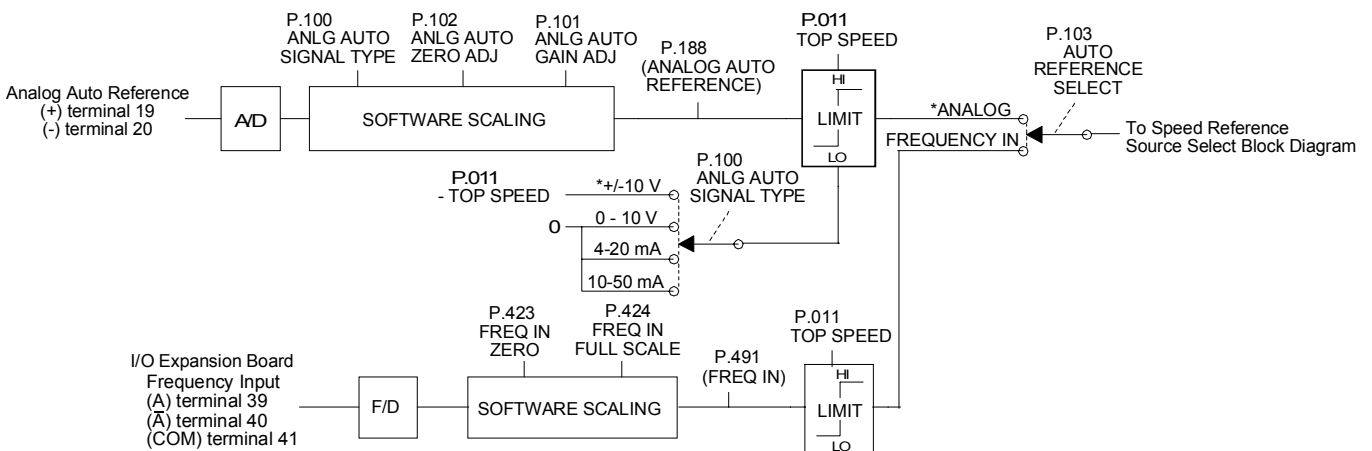 P.100
ANLG AUTO
SIGNAL TYPE
P.102
ANLG AUTO
ZERO ADJ
P.101
ANLG AUTO
GAIN ADJ
P.188
(ANALOG AUTO
REFERENCE)
P.011
TOP SPEED
P.103
AUTO
REFERENCE
SELECT
Analog Auto Reference
(+) terminal 19
(-) terminal 20
A/D
SOFTWARE SCALING
HI
LIMIT
LO
*ANALOG
FREQUENCY IN
To Speed Reference
Source Select Block Diagram
P.011
- TOP SPEED
*+/-10 V
0
0 - 10 V
4-20 mA
10-50 mA
P.100
ANLG AUTO
SIGNAL TYPE
P.423
FREQ IN
ZERO
P.424
FREQ IN
FULL SCALE
P.491
(FREQ IN)
P.011
TOP SPEED
I/O Expansion Board
Frequency Input
(A) terminal 39
(A̅) terminal 40
(COM) terminal 41
F/D
SOFTWARE SCALING
HI
LIMIT
LO